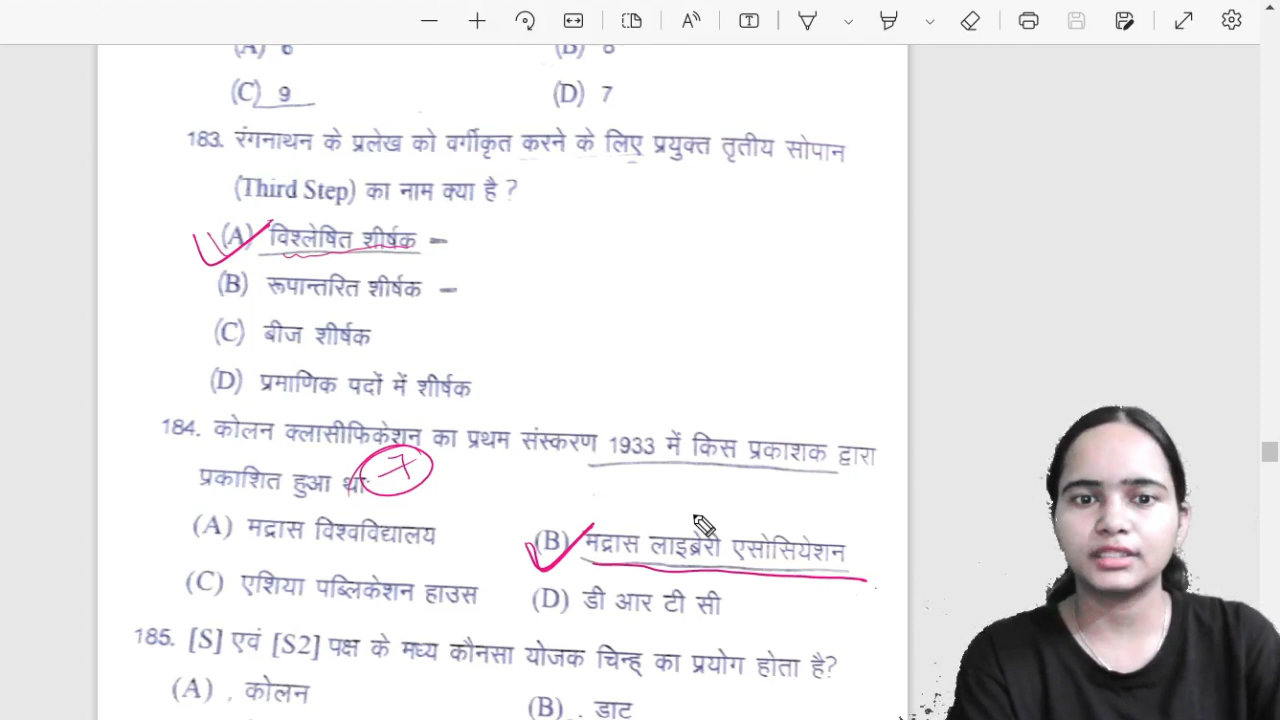 (A) 6 (B) 8
(C) 9 (D) 7
183. रंगनाथन के प्रलेख को वर्गीकृत करने के लिए प्रयुक्त तृतीय सोपान
(Third Step) का नाम क्या है ?
(A) विश्लेषित शीर्षक -
(B) रूपान्तरित शीर्षक -
(C) बीज शीर्षक
(D) प्रमाणिक पदों में शीर्षक
184. कोलन क्लासीफिकेशन का प्रथम संस्करण 1933 में किस प्रकाशक द्वारा
प्रकाशित हुआ था 7
(A) मद्रास विश्वविद्यालय (B) मद्रास लाइब्रेरी एसोसियेशन
(C) एशिया पब्लिकेशन हाउस (D) डी आर टी सी
185. [S] एवं [S2] पक्ष के मध्य कौनसा योजक चिन्ह् का प्रयोग होता है?
(A) . कोलन (B) . डाट